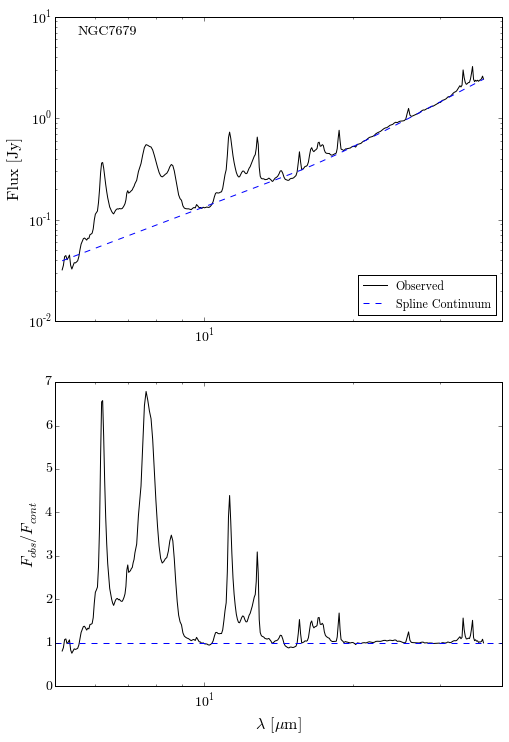 NGC7679
Flux [Jy]
10^1
10^0
10^-1
10^-2
Observed
Spline Continuum
10^1
F_obs/F_cont
7
6
5
4
3
2
1
0
10^1
λ [μm]